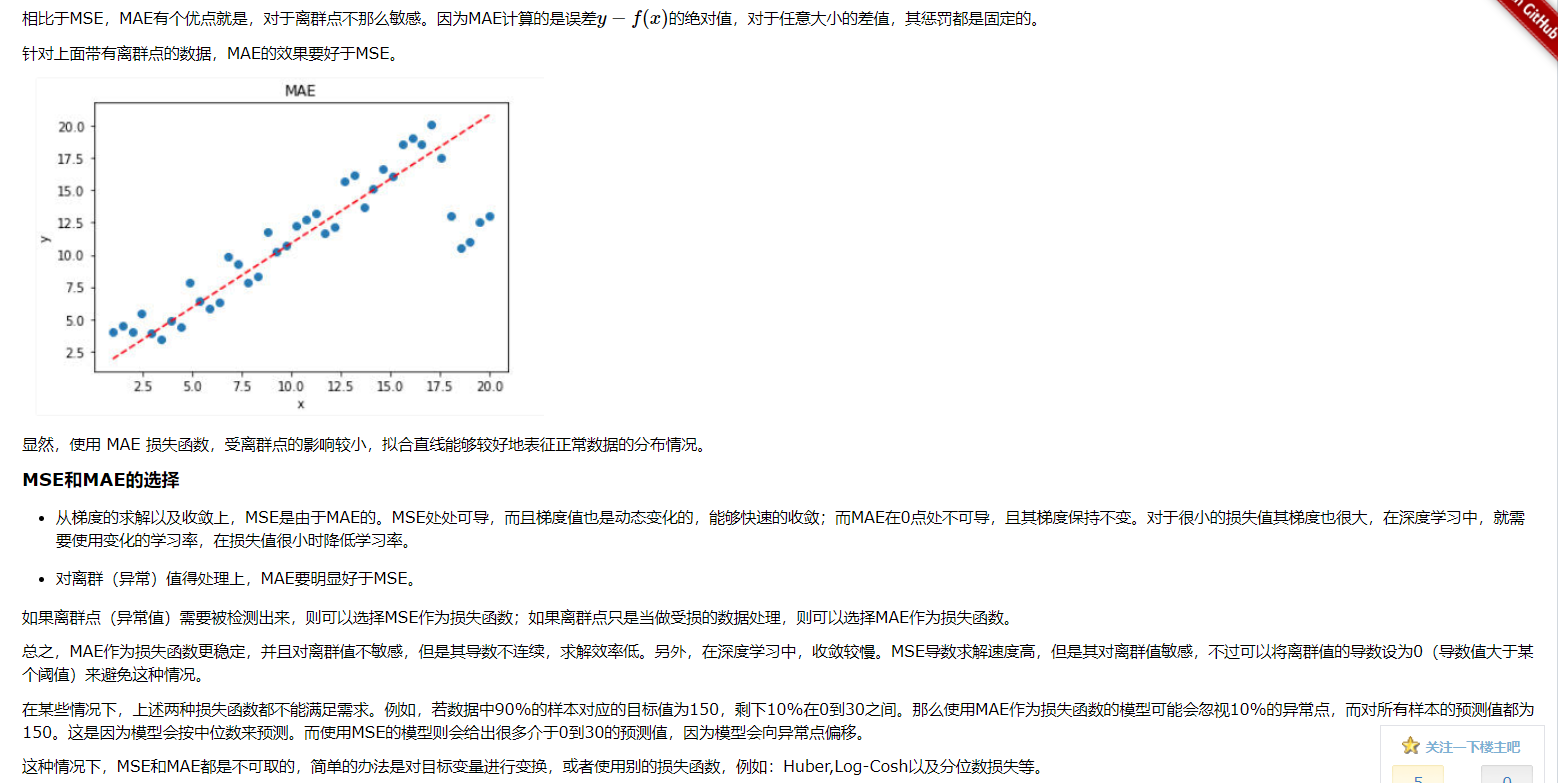 相比于MSE，MAE有个优点就是，对于离群点不那么敏感。因为MAE计算的是误差y − f(x)的绝对值，对于任意大小的差值，其惩罚都是固定的。
针对上面带有离群点的数据，MAE的效果要好于MSE。
MAE
20.0
17.5
15.0
12.5
10.0
7.5
5.0
2.5
y
2.5 5.0 7.5 10.0 12.5 15.0 17.5 20.0
x
显然，使用 MAE 损失函数，受离群点的影响较小，拟合直线能够较好地表征正常数据的分布情况。
MSE和MAE的选择
• 从梯度的求解以及收敛上，MSE是由于MAE的。MSE处处可导，而且梯度值也是动态变化的，能够快速的收敛；而MAE在0点处不可导，且其梯度保持不变。对于很小的损失值其梯度也很大，在深度学习中，就需
要使用变化的学习率，在损失值很小时降低学习率。
• 对离群（异常）值得处理上，MAE要明显好于MSE。
如果离群点（异常值）需要被检测出来，则可以选择MSE作为损失函数；如果离群点只是当做受损的数据处理，则可以选择MAE作为损失函数。
总之，MAE作为损失函数更稳定，并且对离群值不敏感，但是其导数不连续，求解效率低。另外，在深度学习中，收敛较慢。MSE导数求解速度高，但是其对离群值敏感，不过可以将离群值的导数设为0（导数值大于某
个阈值）来避免这种情况。
在某些情况下，上述两种损失函数都不能满足需求。例如，若数据中90%的样本对应的目标值为150，剩下10%在0到30之间。那么使用MAE作为损失函数的模型可能会忽视10%的异常点，而对所有样本的预测值都为
150。这是因为模型会按中位数来预测。而使用MSE的模型则会给出很多介于0到30的预测值，因为模型会向异常点偏移。
这种情况下，MSE和MAE都是不可取的，简单的办法是对目标变量进行变换，或者使用别的损失函数，例如：Huber,Log-Cosh以及分位数损失等。
GitHub
关注一下楼主吧
5 0